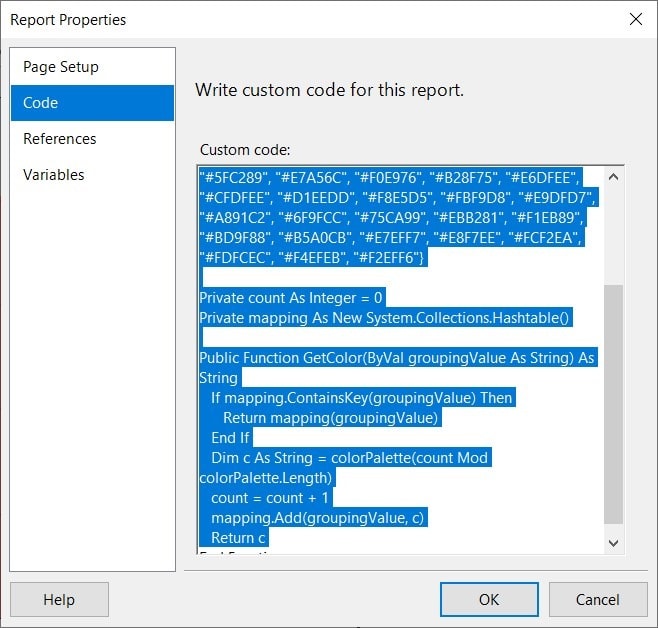 Report Properties
Page Setup
Code
References
Variables
Write custom code for this report.
Custom code:
"#5FC289", "#E7A56C", "#F0E976", "#B28F75", "#E6DFEE",
"#CFDFEE", "#D1EEDD", "#F8E5D5", "#FBF9D8", "#E9DFD7",
"#A891C2", "#6F9FCC", "#75CA99", "#EBB281", "#F1EB89",
"#BD9F88", "#B5A0CB", "#E7EFF7", "#E8F7EE", "#FCF2EA",
"#FDFCEC", "#F4EFEB", "#F2EFF6"}
Private count As Integer = 0
Private mapping As New System.Collections.Hashtable()
Public Function GetColor(ByVal groupingValue As String) As
String
If mapping.ContainsKey(groupingValue) Then
Return mapping(groupingValue)
End If
Dim c As String = colorPalette(count Mod
colorPalette.Length)
count = count + 1
mapping.Add(groupingValue, c)
Return c
End Function
Help
OK
Cancel